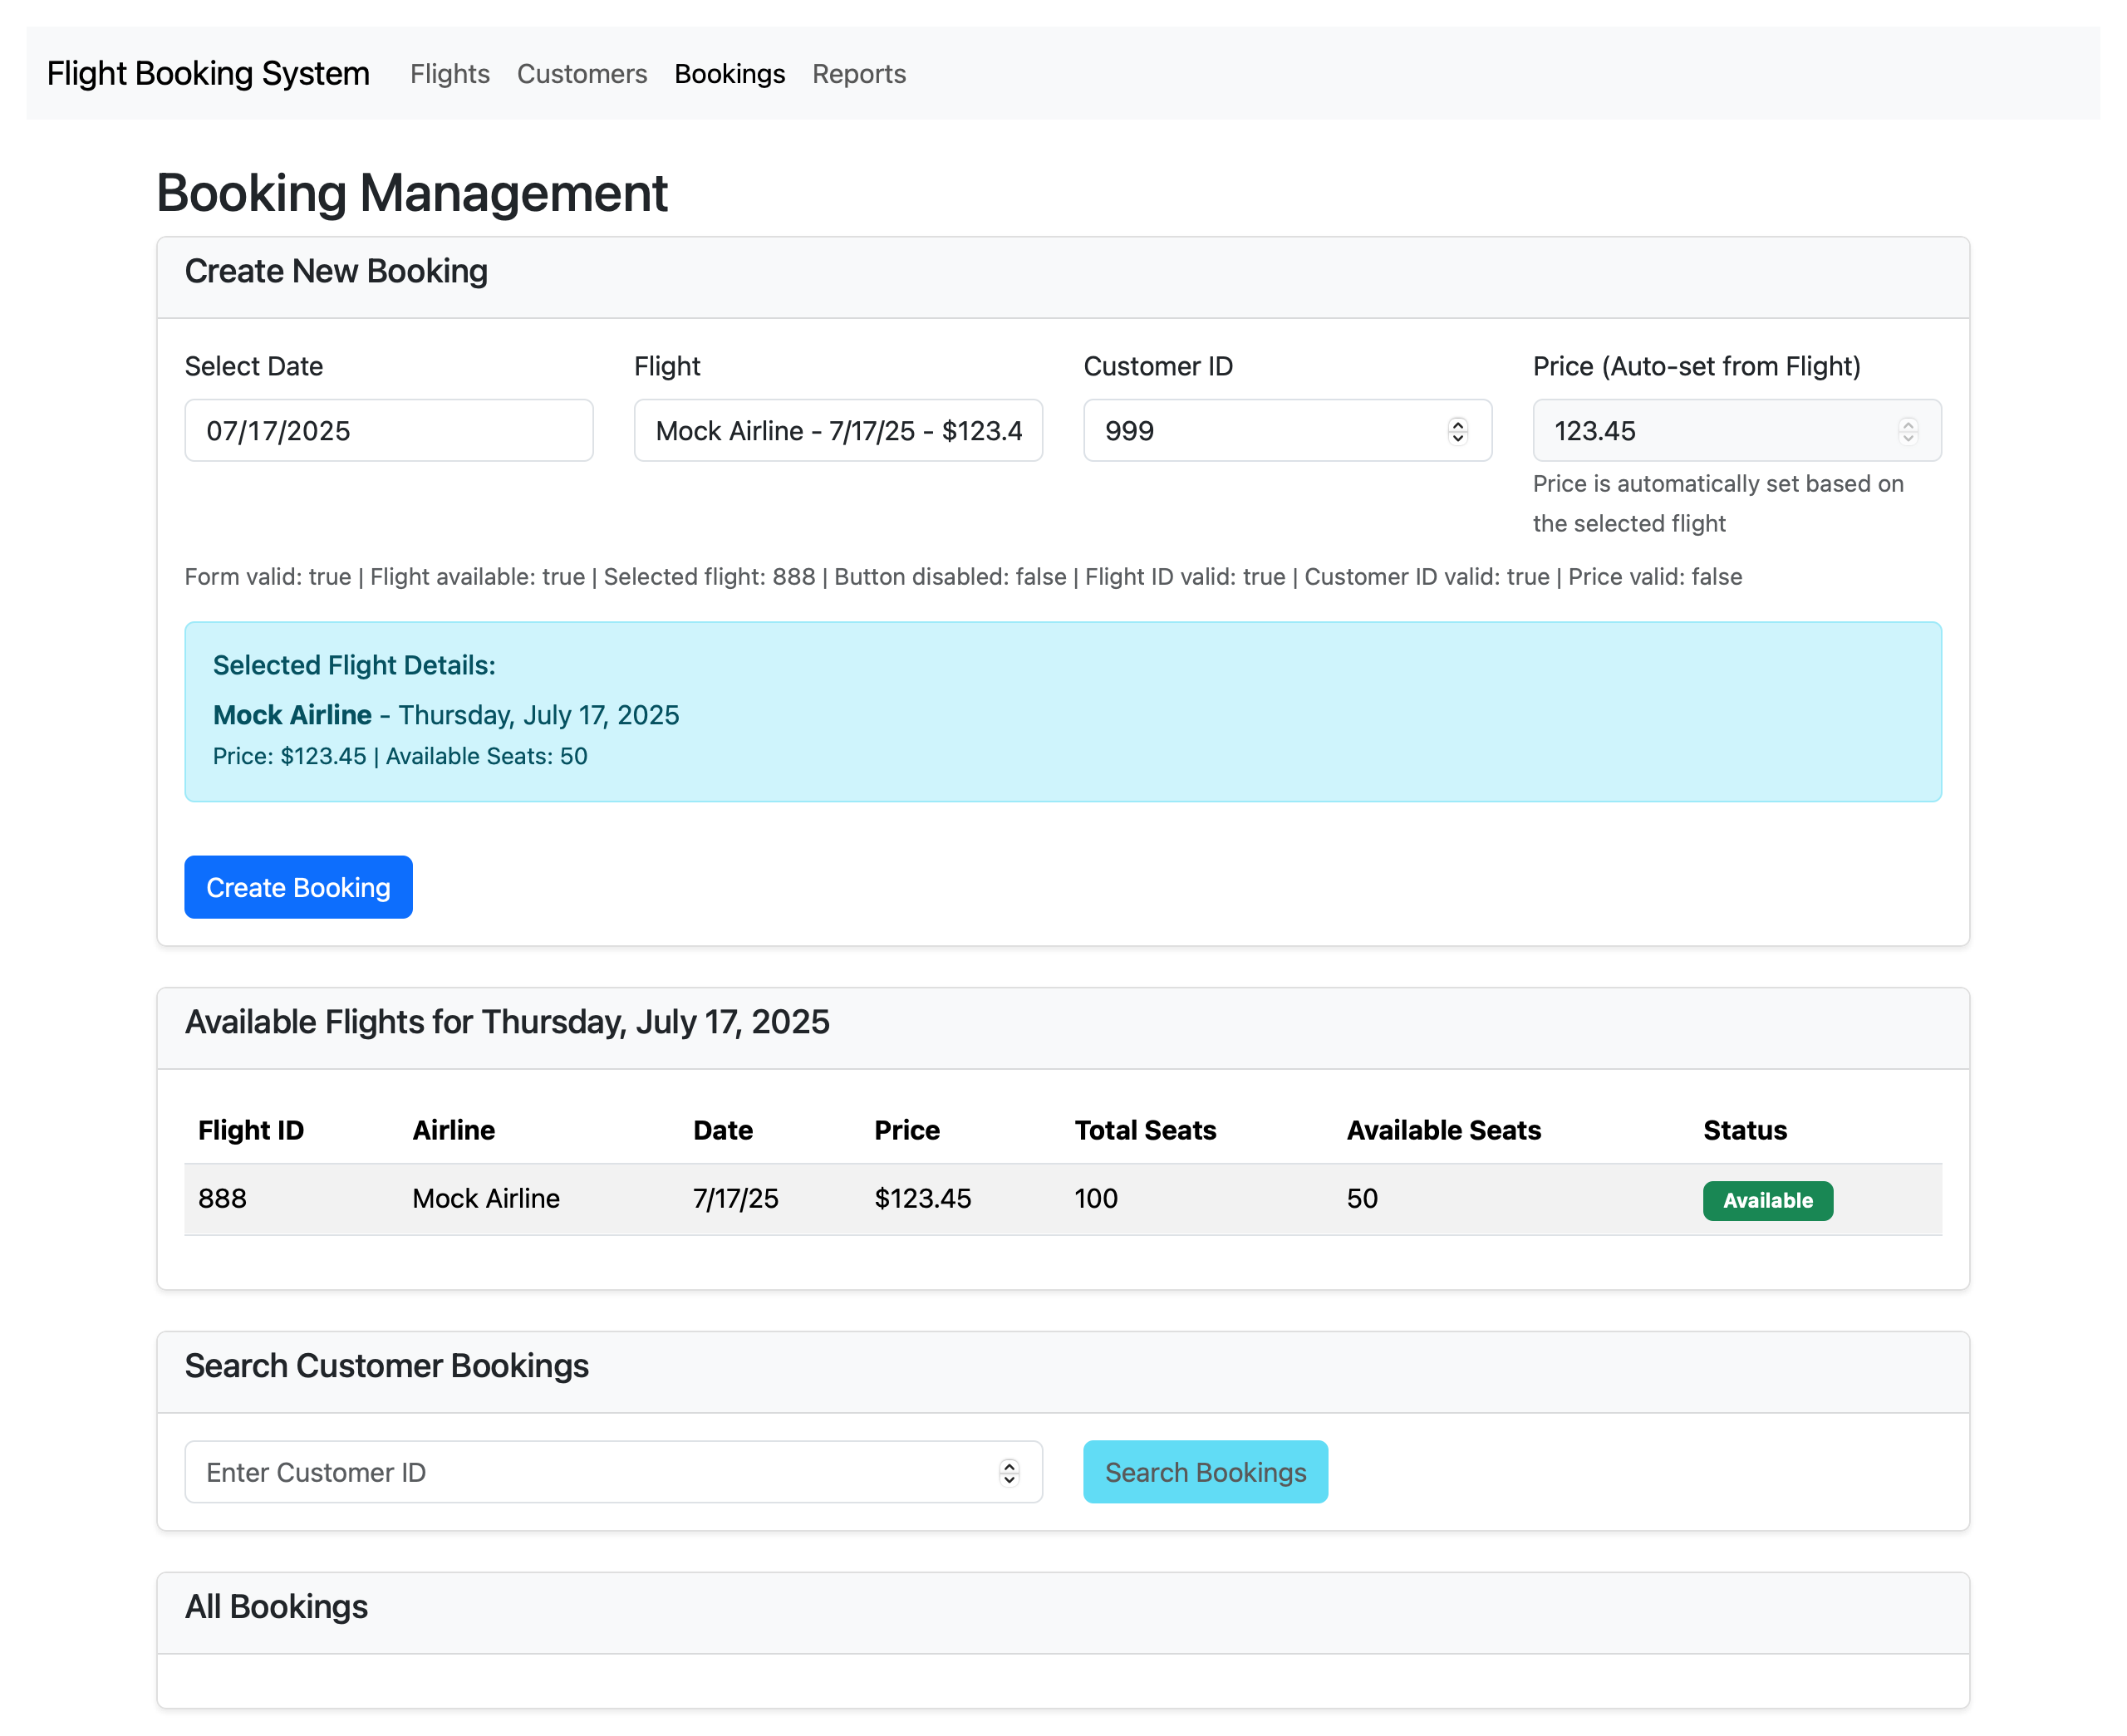 Flight Booking System Flights Customers Bookings Reports
Booking Management
Create New Booking
Select Date Flight Customer ID Price (Auto-set from Flight)
07/17/2025 Mock Airline - 7/17/25 - $123.4 999 123.45
Price is automatically set based on
the selected flight
Form valid: true | Flight available: true | Selected flight: 888 | Button disabled: false | Flight ID valid: true | Customer ID valid: true | Price valid: false
Selected Flight Details:
Mock Airline - Thursday, July 17, 2025
Price: $123.45 | Available Seats: 50
Create Booking
Available Flights for Thursday, July 17, 2025
Flight ID Airline Date Price Total Seats Available Seats Status
888 Mock Airline 7/17/25 $123.45 100 50 Available
Search Customer Bookings
Enter Customer ID Search Bookings
All Bookings